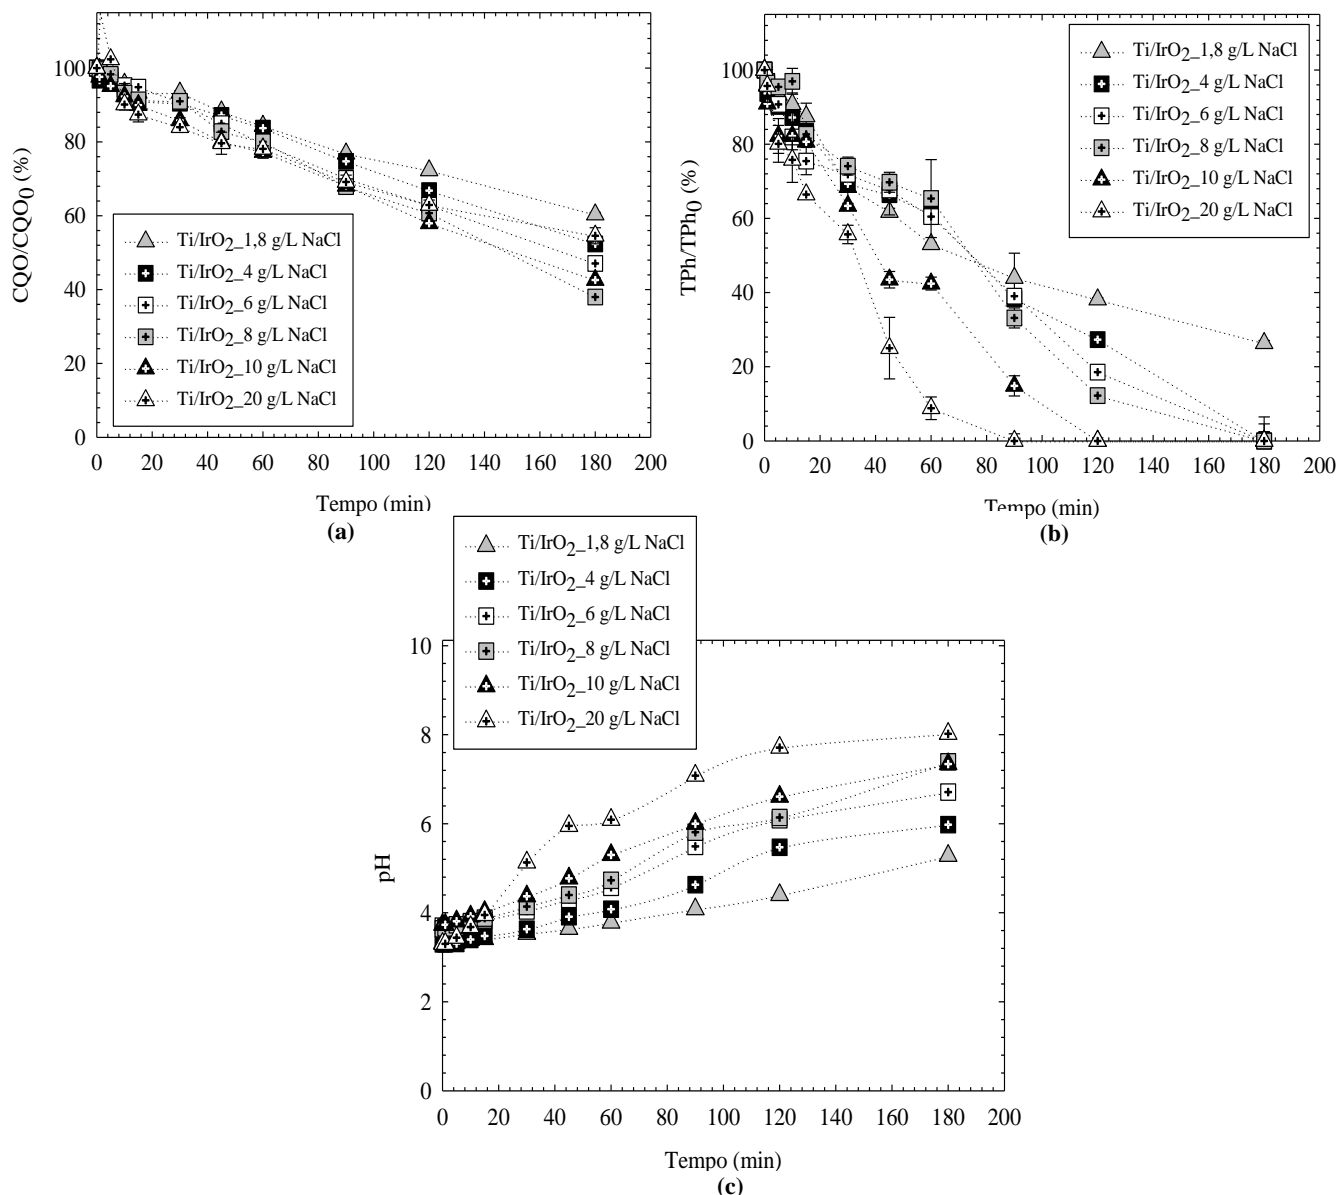 CQO/CQO0 (%)
100
80
60
40
20
0
Ti/IrO2_1,8 g/L NaCl
Ti/IrO2_4 g/L NaCl
Ti/IrO2_6 g/L NaCl
Ti/IrO2_8 g/L NaCl
Ti/IrO2_10 g/L NaCl
Ti/IrO2_20 g/L NaCl
0 20 40 60 80 100 120 140 160 180 200
Tempo (min)
(a)
TPh/TPh0 (%)
100
80
60
40
20
0
Ti/IrO2_1,8 g/L NaCl
Ti/IrO2_4 g/L NaCl
Ti/IrO2_6 g/L NaCl
Ti/IrO2_8 g/L NaCl
Ti/IrO2_10 g/L NaCl
Ti/IrO2_20 g/L NaCl
0 20 40 60 80 100 120 140 160 180 200
Tempo (min)
(b)
Ti/IrO2_1,8 g/L NaCl
Ti/IrO2_4 g/L NaCl
Ti/IrO2_6 g/L NaCl
Ti/IrO2_8 g/L NaCl
Ti/IrO2_10 g/L NaCl
Ti/IrO2_20 g/L NaCl
pH
10
8
6
4
2
0
0 20 40 60 80 100 120 140 160 180 200
Tempo (min)
(c)